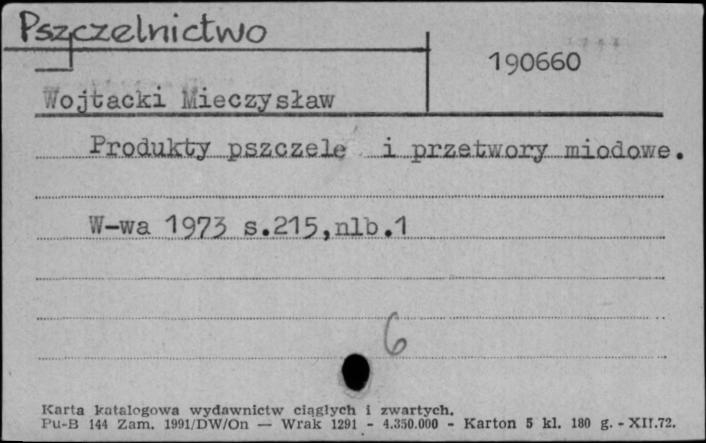 Pszczelnictwo
190660
Wojtacki Mieczysław
Produkty pszczele i przetwory miodowe.
W-wa 1973 s.215,nlb.1
6
Karta katalogowa wydawnictw ciągłych i zwartych.
Pu-B 144 Zam. 1991/DW/On — Wrak 1291 - 4.350.000 - Karton 5 kl. 180 g. - XII.72.